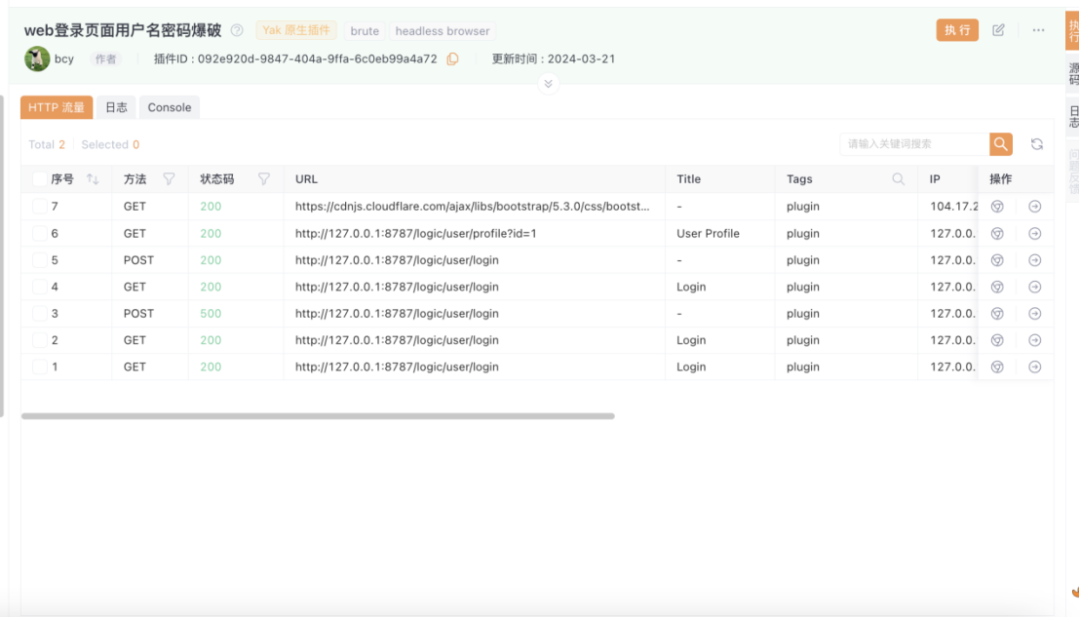 web登录页面用户名密码爆破 Yak 原生插件 brute headless browser 执行
bcy 作者 插件ID : 092e920d-9847-404a-9ffa-6c0eb99a4a72 更新时间 : 2024-03-21
HTTP 流量 日志 Console
Total 2 Selected 0 请输入关键词搜索
序号 方法 状态码 URL Title Tags IP 操作
7 GET 200 https://cdnjs.cloudflare.com/ajax/libs/bootstrap/5.3.0/css/bootst... - plugin 104.17.2
6 GET 200 http://127.0.0.1:8787/logic/user/profile?id=1 User Profile plugin 127.0.0.
5 POST 200 http://127.0.0.1:8787/logic/user/login - plugin 127.0.0.
4 GET 200 http://127.0.0.1:8787/logic/user/login Login plugin 127.0.0.
3 POST 500 http://127.0.0.1:8787/logic/user/login - plugin 127.0.0.
2 GET 200 http://127.0.0.1:8787/logic/user/login Login plugin 127.0.0.
1 GET 200 http://127.0.0.1:8787/logic/user/login Login plugin 127.0.0.
执行
源码
日志